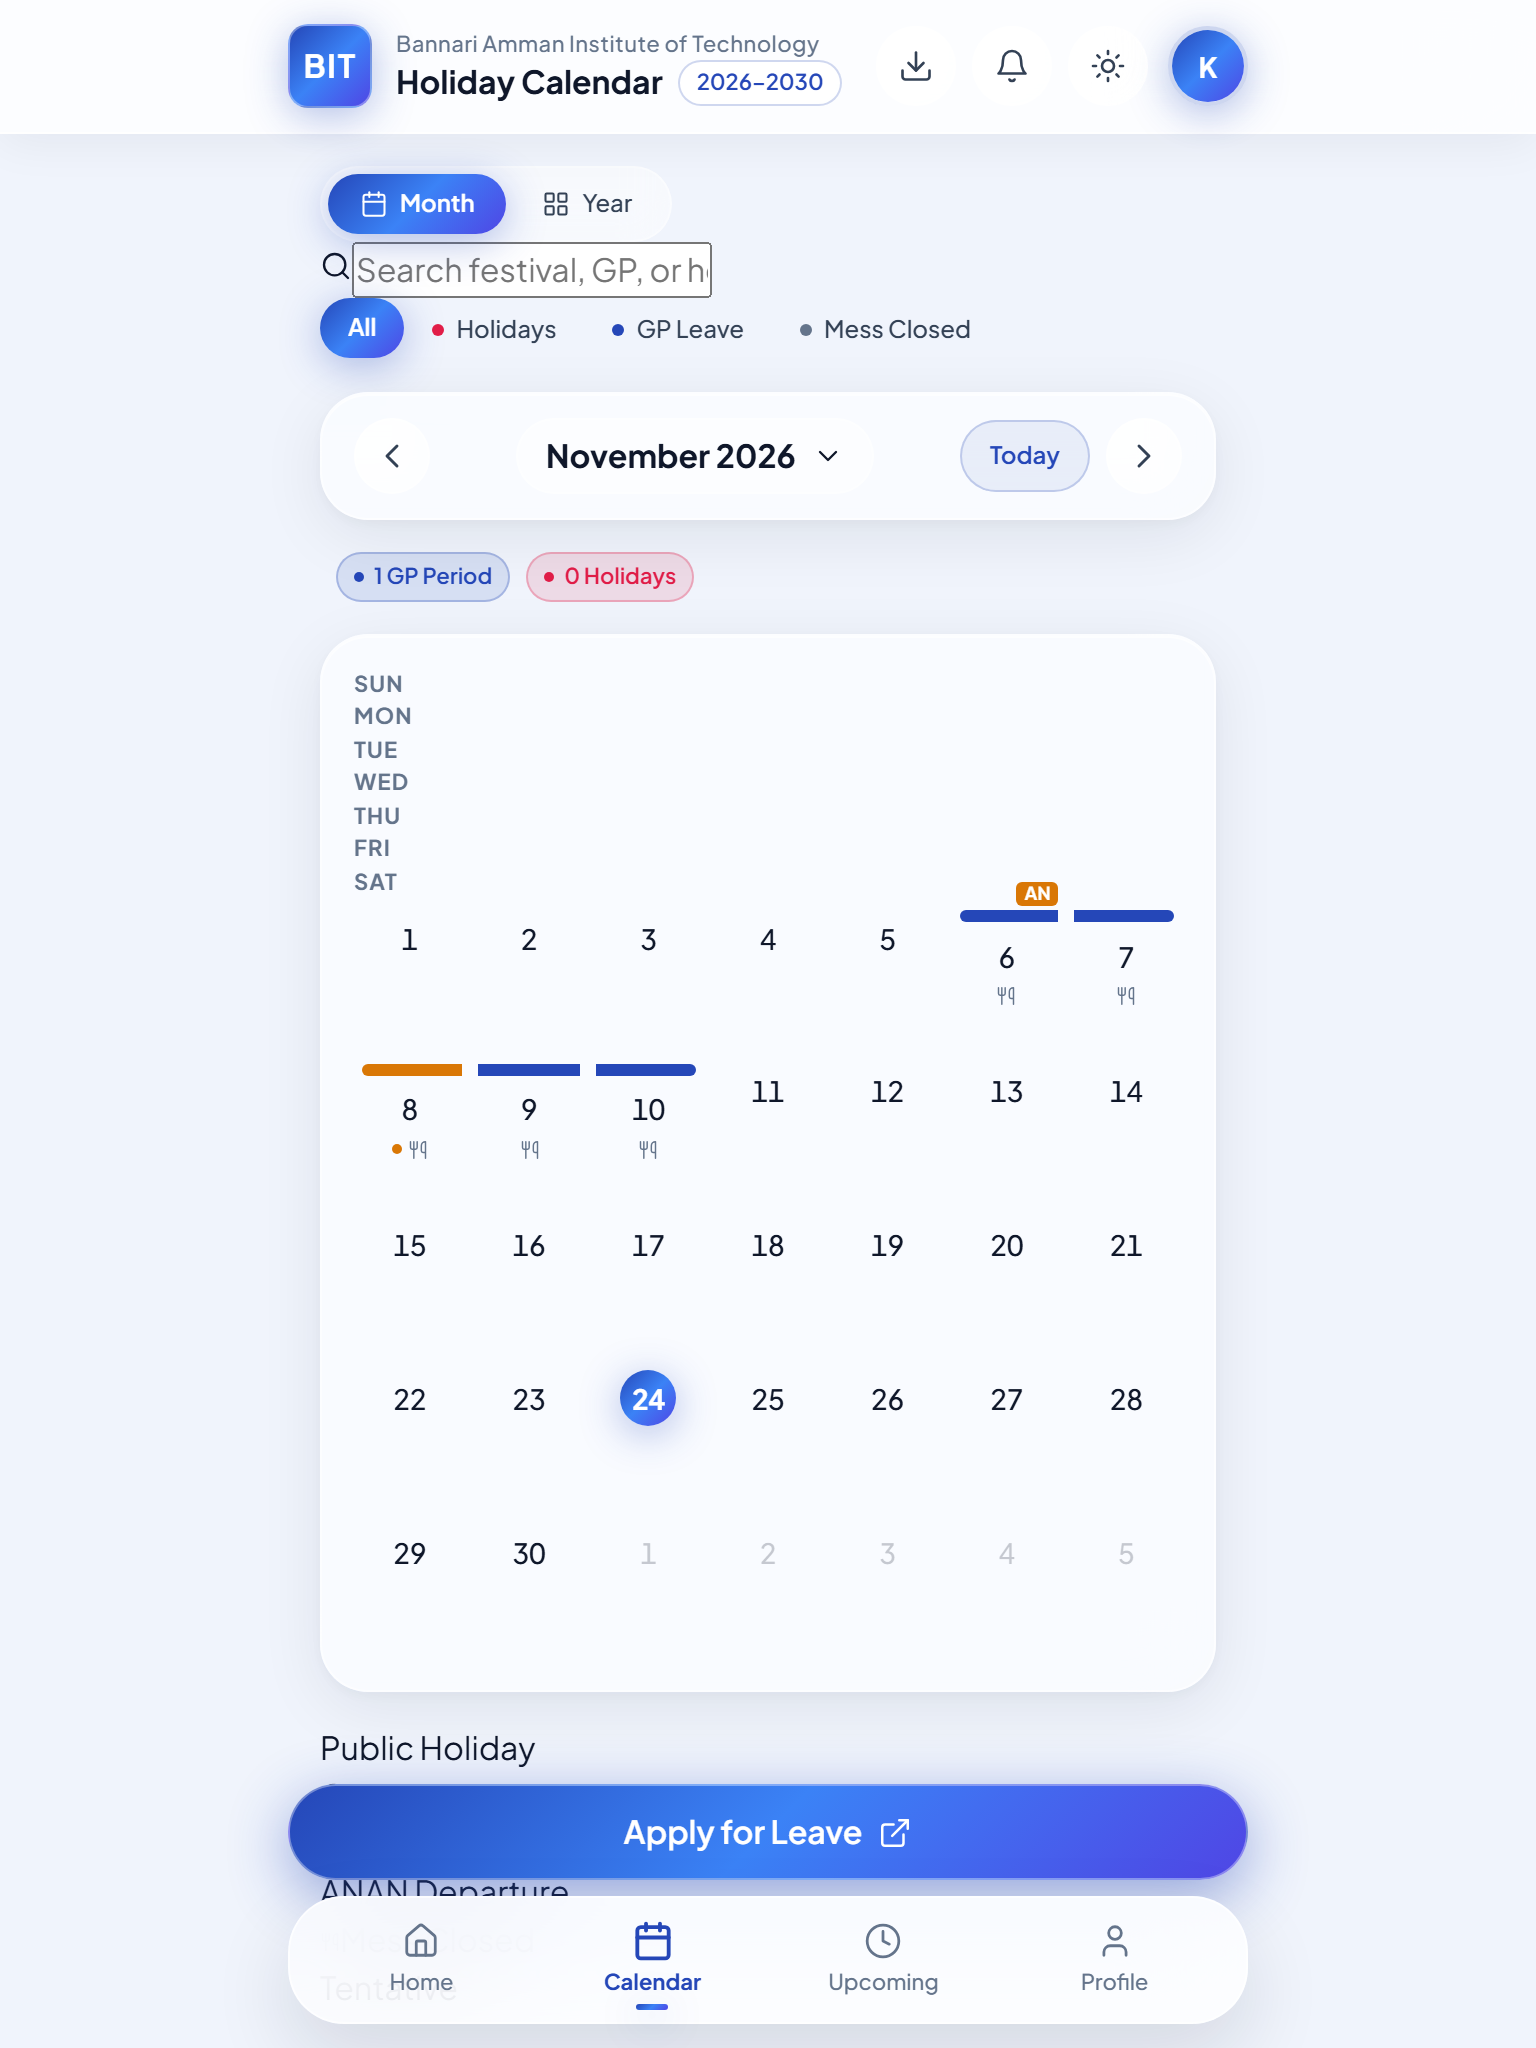 BIT
Bannari Amman Institute of Technology
Holiday Calendar 2026–2030
K
Month Year
Search festival, GP, or h
All Holidays GP Leave Mess Closed
November 2026 Today
1 GP Period 0 Holidays
SUN
MON
TUE
WED
THU
FRI
SAT
AN
1 2 3 4 5 6 7
8 9 10 11 12 13 14
15 16 17 18 19 20 21
22 23 24 25 26 27 28
29 30 1 2 3 4 5
Public Holiday
Apply for Leave
ANAN Departure
Tentative
Home Calendar Upcoming Profile